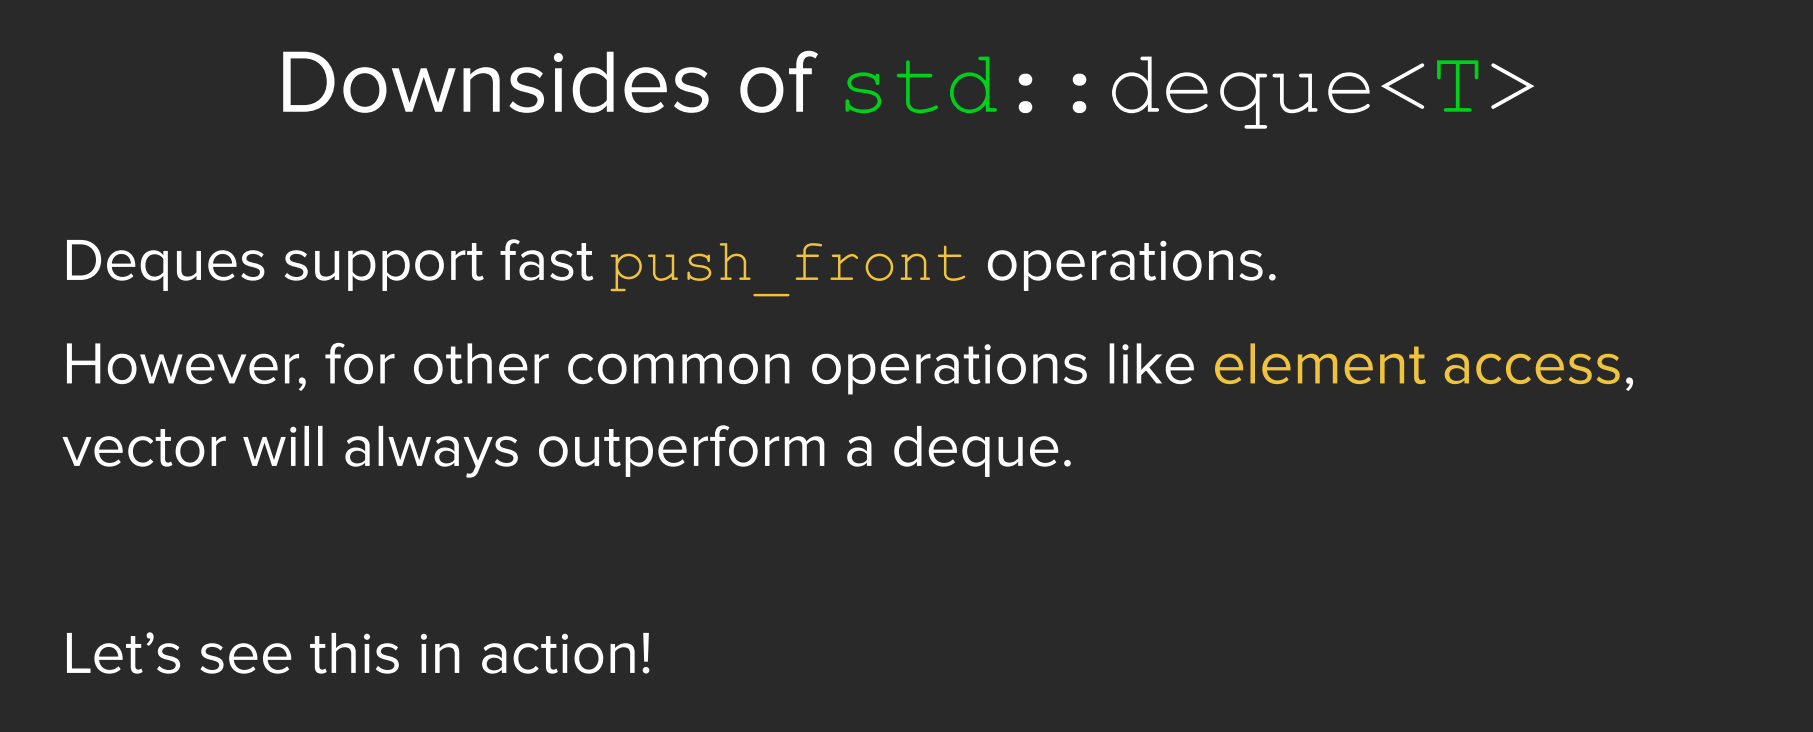 Downsides of std::deque<T>
Deques support fast push_front operations.
However, for other common operations like element access,
vector will always outperform a deque.
Let’s see this in action!